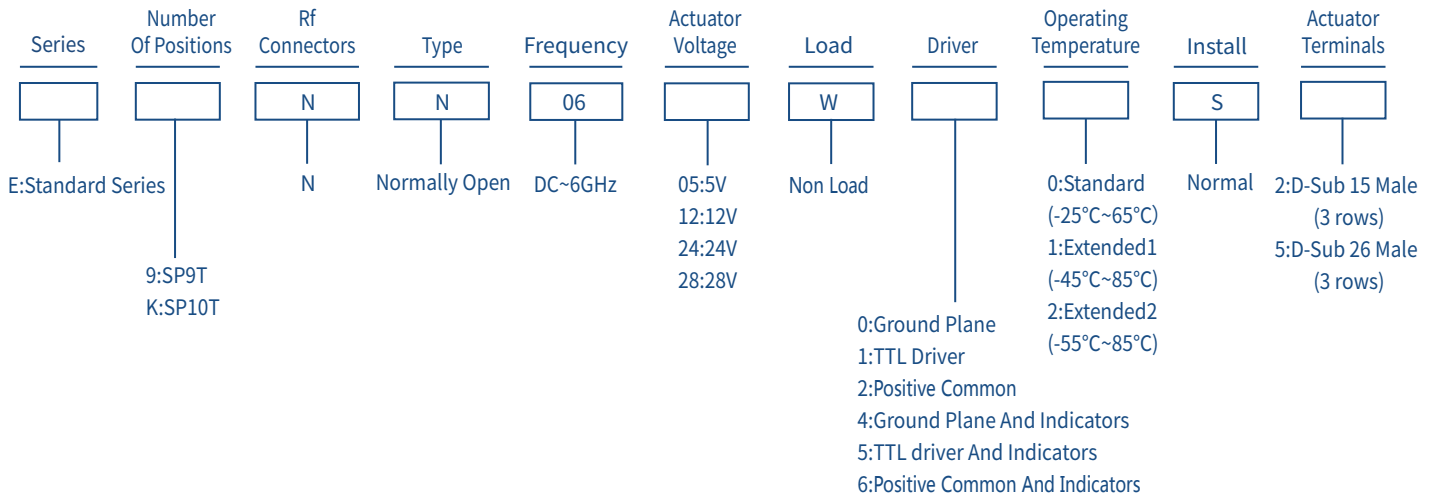 Series
Number
Of Positions
Rf
Connectors
Type
Frequency
Actuator
Voltage
Load
Driver
Operating
Temperature
Install
Actuator
Terminals
N
N
06
W
S
E:Standard Series
9:SP9T
K:SP10T
N
Normally Open
DC~6GHz
05:5V
12:12V
24:24V
28:28V
Non Load
0:Ground Plane
1:TTL Driver
2:Positive Common
4:Ground Plane And Indicators
5:TTL driver And Indicators
6:Positive Common And Indicators
0:Standard
(-25°C~65°C)
1:Extended1
(-45°C~85°C)
2:Extended2
(-55°C~85°C)
Normal
2:D-Sub 15 Male
(3 rows)
5:D-Sub 26 Male
(3 rows)